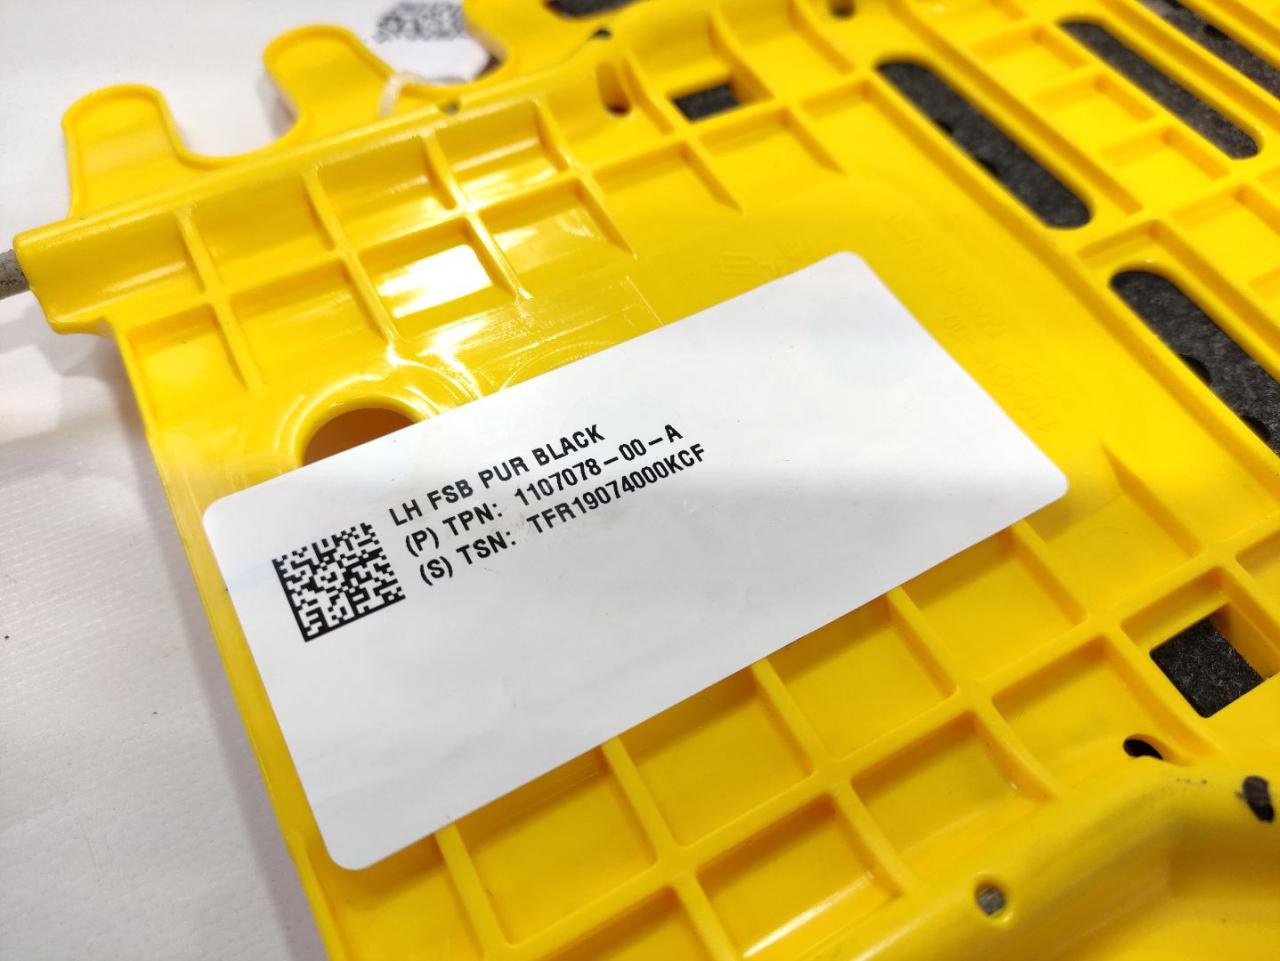 LH FSB PUR BLACK
(P) TPN: 1107078-00-A
(S) TSN: TFR19074000KCF